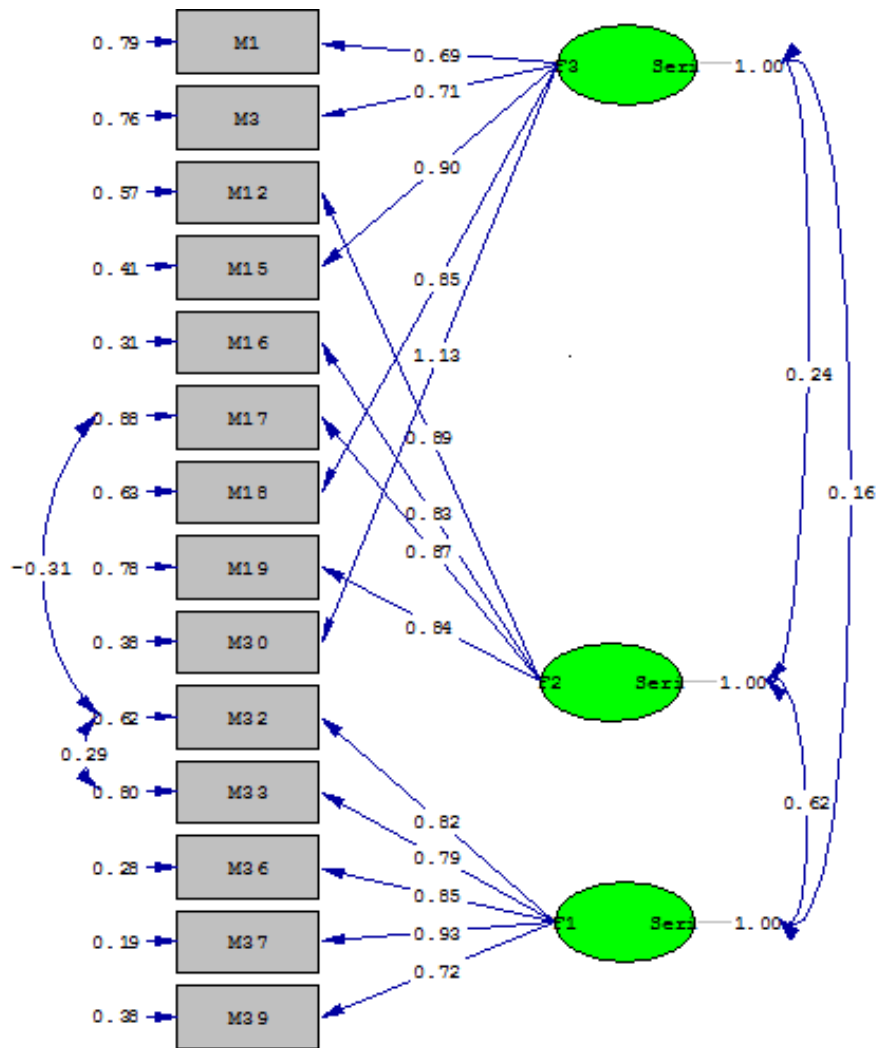 0.79 M1 0.69 F3 Seri 1.00
0.76 M3 0.71
0.57 M12 0.90
0.41 M15 0.85
0.31 M16 1.13 0.24
0.88 M17 0.89
0.63 M18 0.83 0.16
-0.31 0.78 M19 0.87
0.38 M30 0.84 F2 Seri 1.00
0.62 M32
0.29
0.80 M33 0.82 0.62
0.79
0.28 M36 0.85 F1 Seri 1.00
0.19 M37 0.93
0.72
0.38 M39